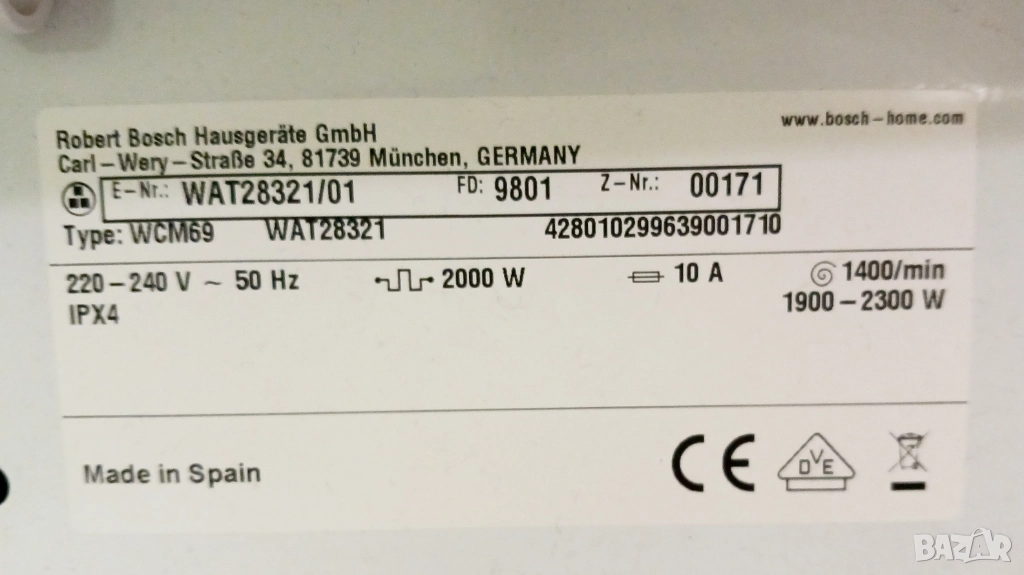 www.bosch-home.com
Robert Bosch Hausgeräte GmbH
Carl-Wery-Straße 34, 81739 München, GERMANY
E-Nr.: WAT28321/01 FD: 9801 Z-Nr.: 00171
Type: WCM69 WAT28321 428010299639001710
220-240 V ~ 50 Hz 2000 W 10 A 1400/min
IPX4 1900-2300 W
Made in Spain CE DVE
BAZAR